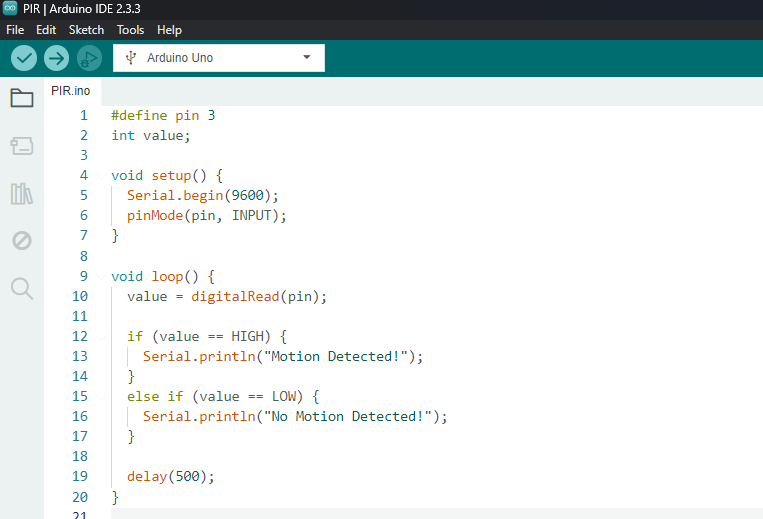 PIR | Arduino IDE 2.3.3
File Edit Sketch Tools Help
Arduino Uno
PIR.ino
1 #define pin 3
2 int value;
3
4 void setup() {
5   Serial.begin(9600);
6   pinMode(pin, INPUT);
7 }
8
9 void loop() {
10   value = digitalRead(pin);
11
12   if (value == HIGH) {
13     Serial.println("Motion Detected!");
14   }
15   else if (value == LOW) {
16     Serial.println("No Motion Detected!");
17   }
18
19   delay(500);
20 }
21